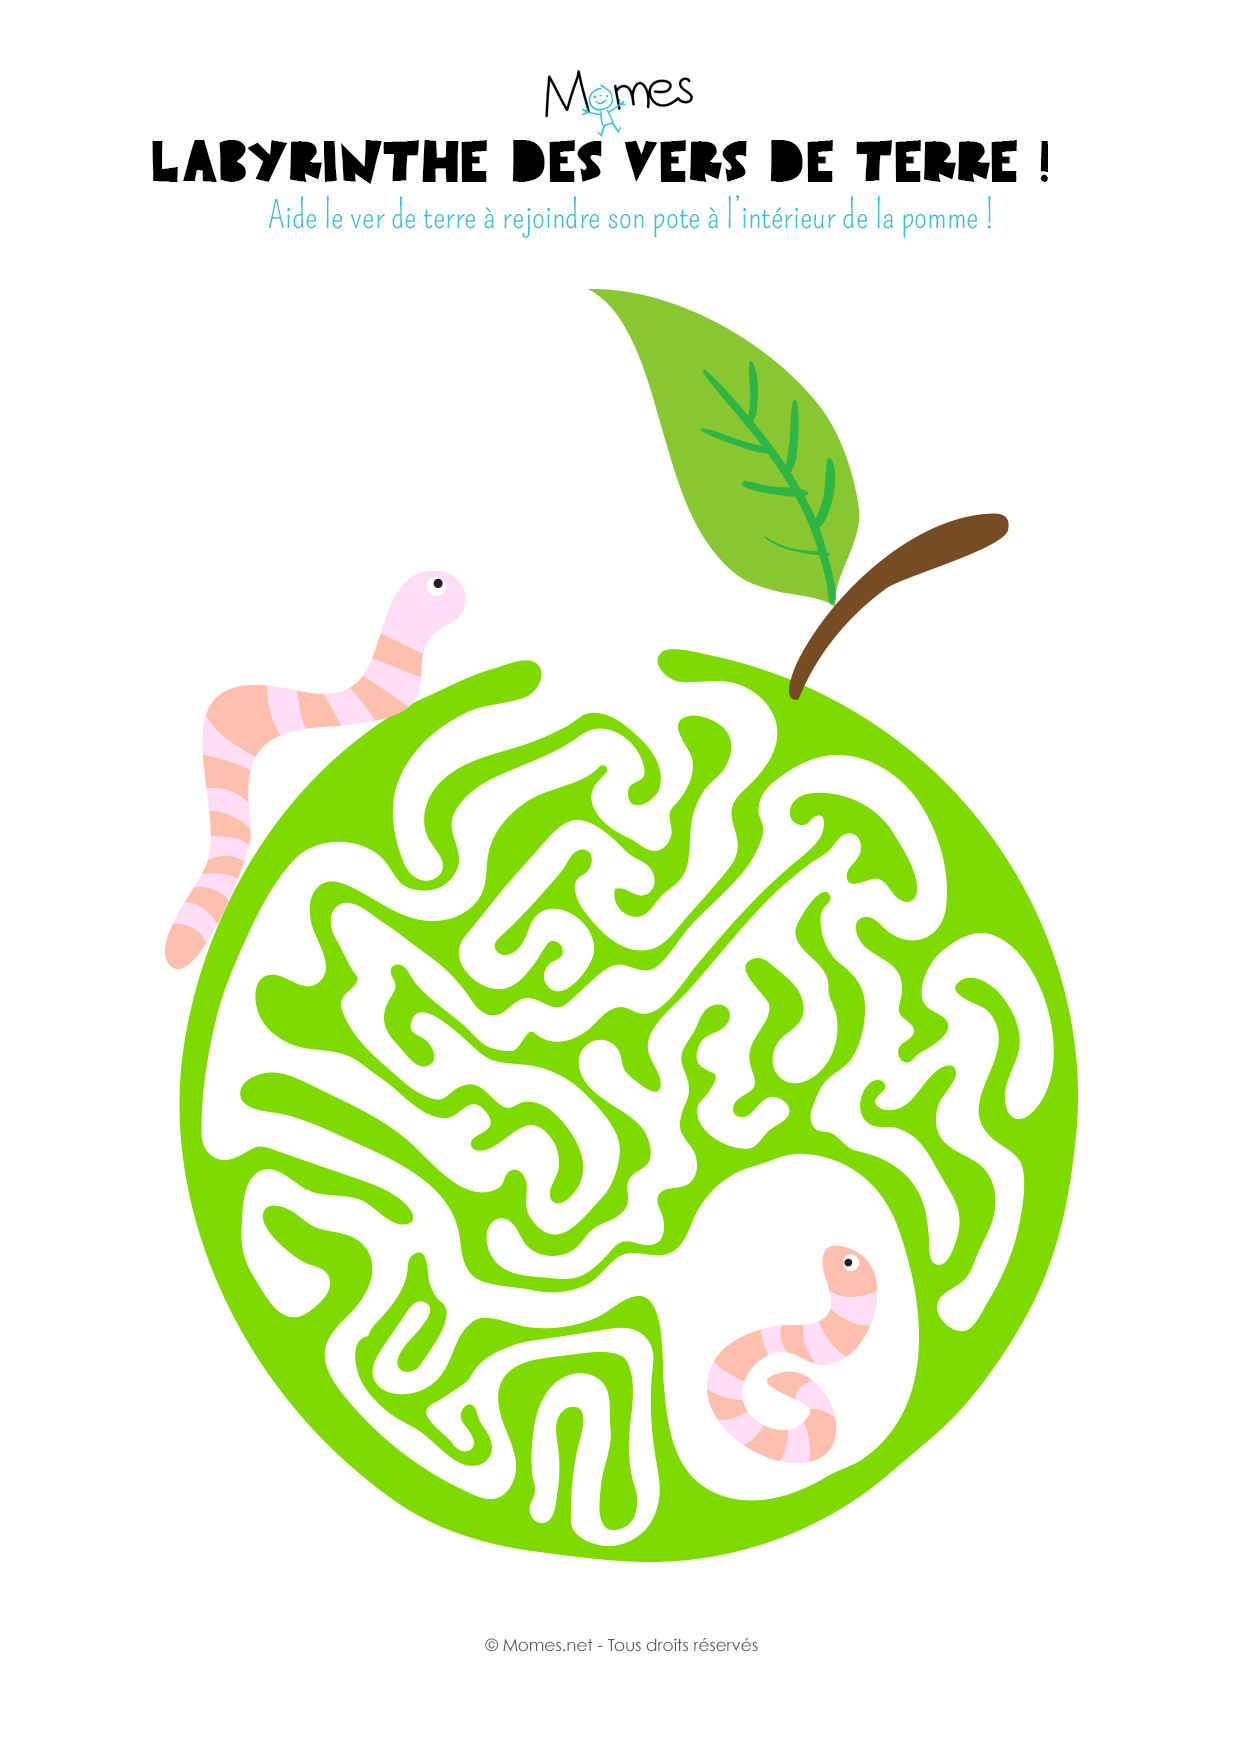 Momes
LABYRINTHE DES VERS DE TERRE !
Aide le ver de terre à rejoindre son pote à l'intérieur de la pomme !
© Momes.net - Tous droits réservés